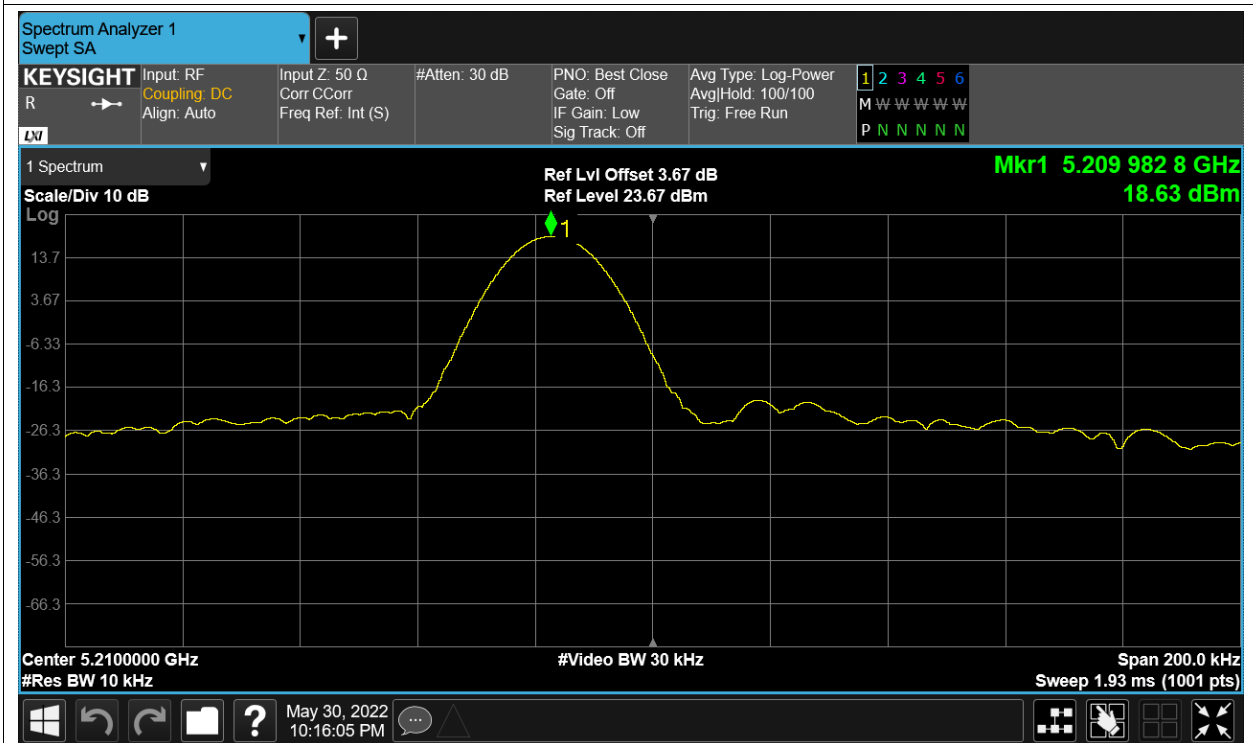 Spectrum Analyzer 1
Swept SA
+
KEYSIGHT
R
LXI
Input: RF
Coupling: DC
Align: Auto
Input Z: 50 Ω
Corr CCorr
Freq Ref: Int (S)
#Atten: 30 dB
PNO: Best Close
Gate: Off
IF Gain: Low
Sig Track: Off
Avg Type: Log-Power
Avg|Hold: 100/100
Trig: Free Run
1 2 3 4 5 6
M W W W W W
P N N N N N
1 Spectrum
Scale/Div 10 dB
Log
Ref Lvl Offset 3.67 dB
Ref Level 23.67 dBm
Mkr1 5.209 982 8 GHz
18.63 dBm
1
13.7
3.67
-6.33
-16.3
-26.3
-36.3
-46.3
-56.3
-66.3
Center 5.2100000 GHz
#Res BW 10 kHz
#Video BW 30 kHz
Span 200.0 kHz
Sweep 1.93 ms (1001 pts)
?
May 30, 2022
10:16:05 PM